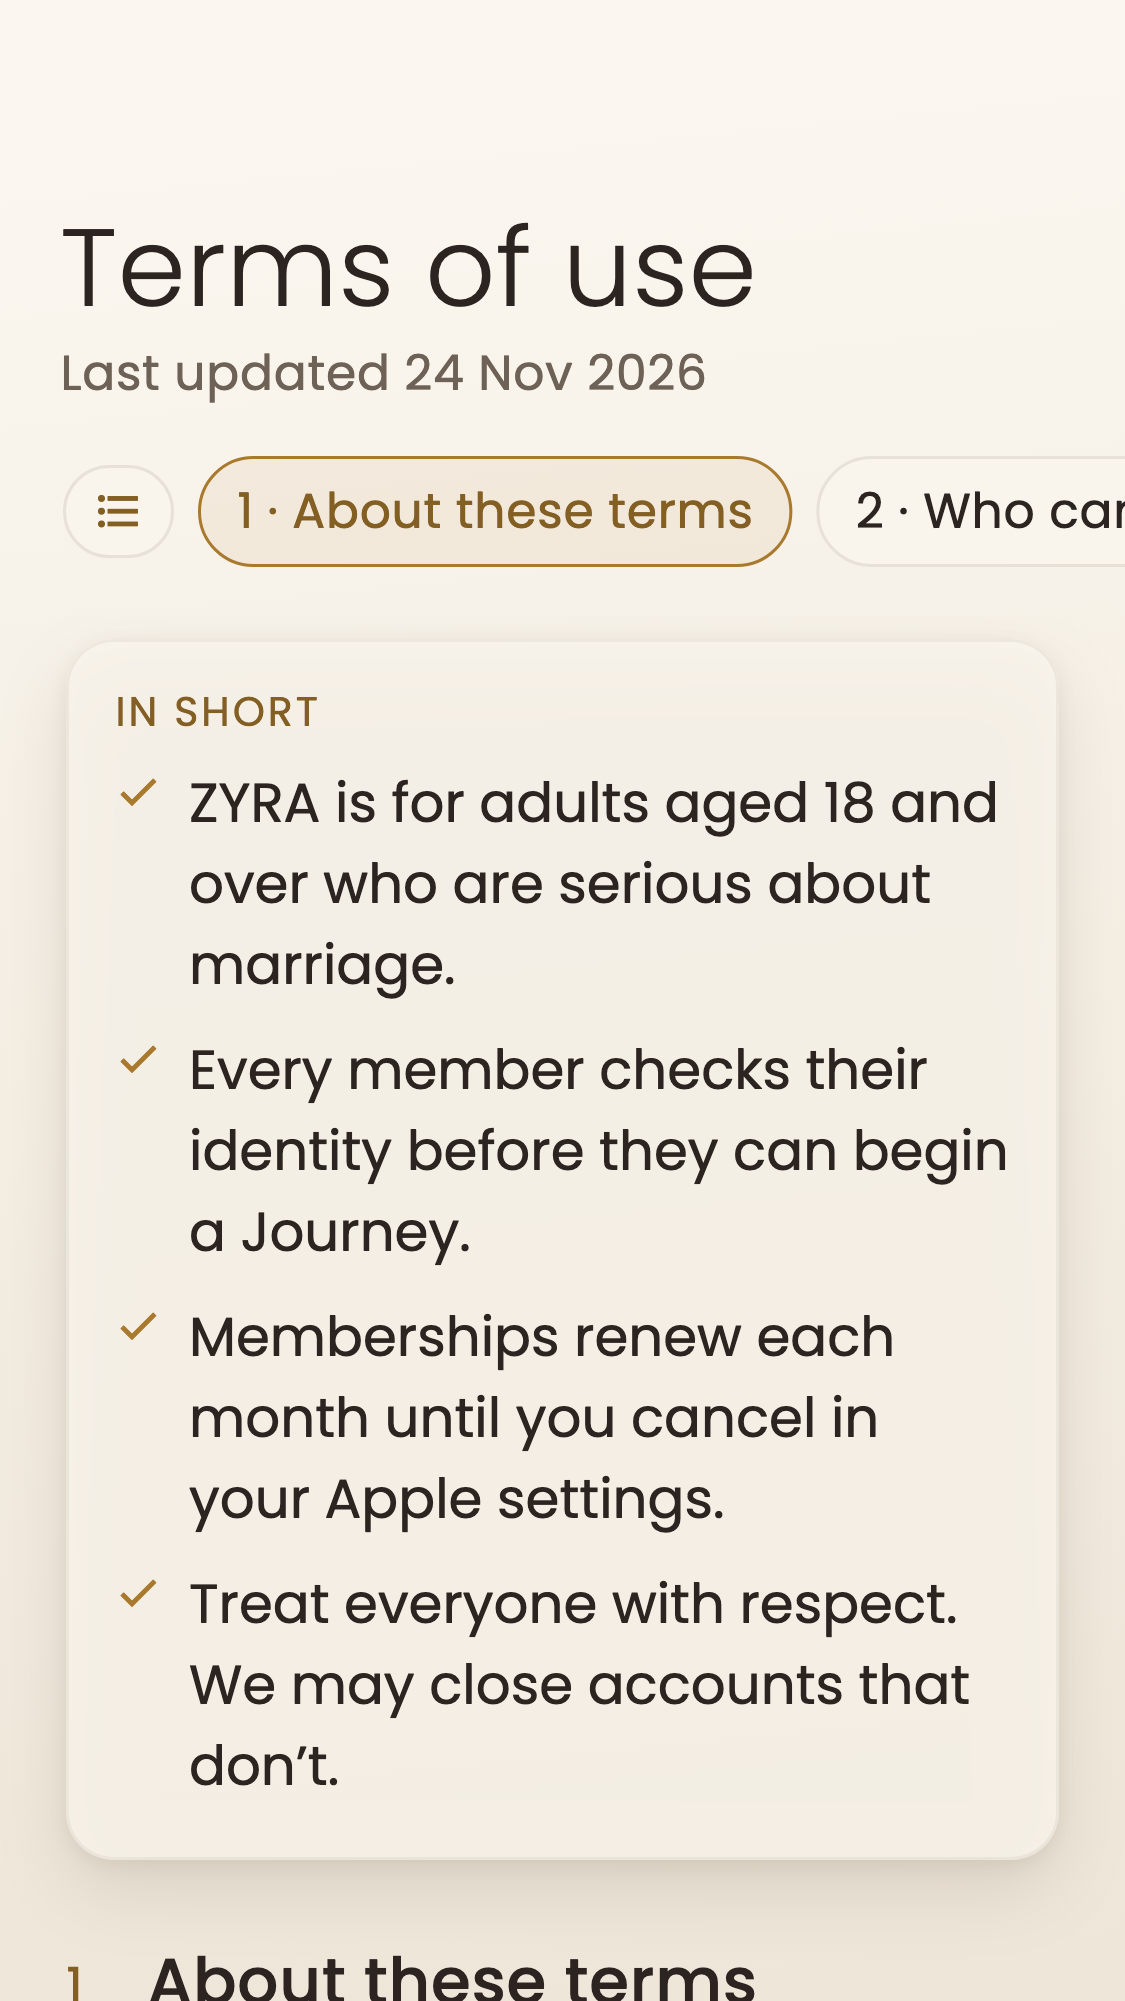 Terms of use
Last updated 24 Nov 2026
1 · About these terms
2 · Who
IN SHORT
ZYRA is for adults aged 18 and
over who are serious about
marriage.
Every member checks their
identity before they can begin
a Journey.
Memberships renew each
month until you cancel in
your Apple settings.
Treat everyone with respect.
We may close accounts that
don’t.
1 About these terms